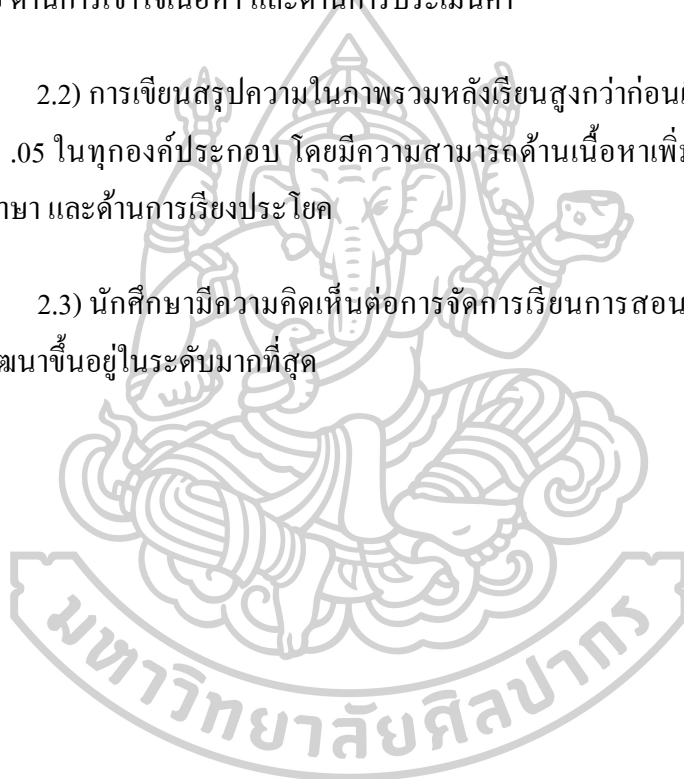 ด้านการเข้าใจเนื้อหา และด้านการประเมินค่า
2.2) การเขียนสรุปความในภาพรวมหลังเรียนสูงกว่าก่อน
.05 ในทุกองค์ประกอบ โดยมีความสามารถด้านเนื้อหาเพิ่ม
และด้านการเรียงประโยค
2.3) นักศึกษามีความคิดเห็นต่อการจัดการเรียนการสอน
ฒนาขึ้นอยู่ในระดับมากที่สุด
มหาวิทยาลัยศิลปากร